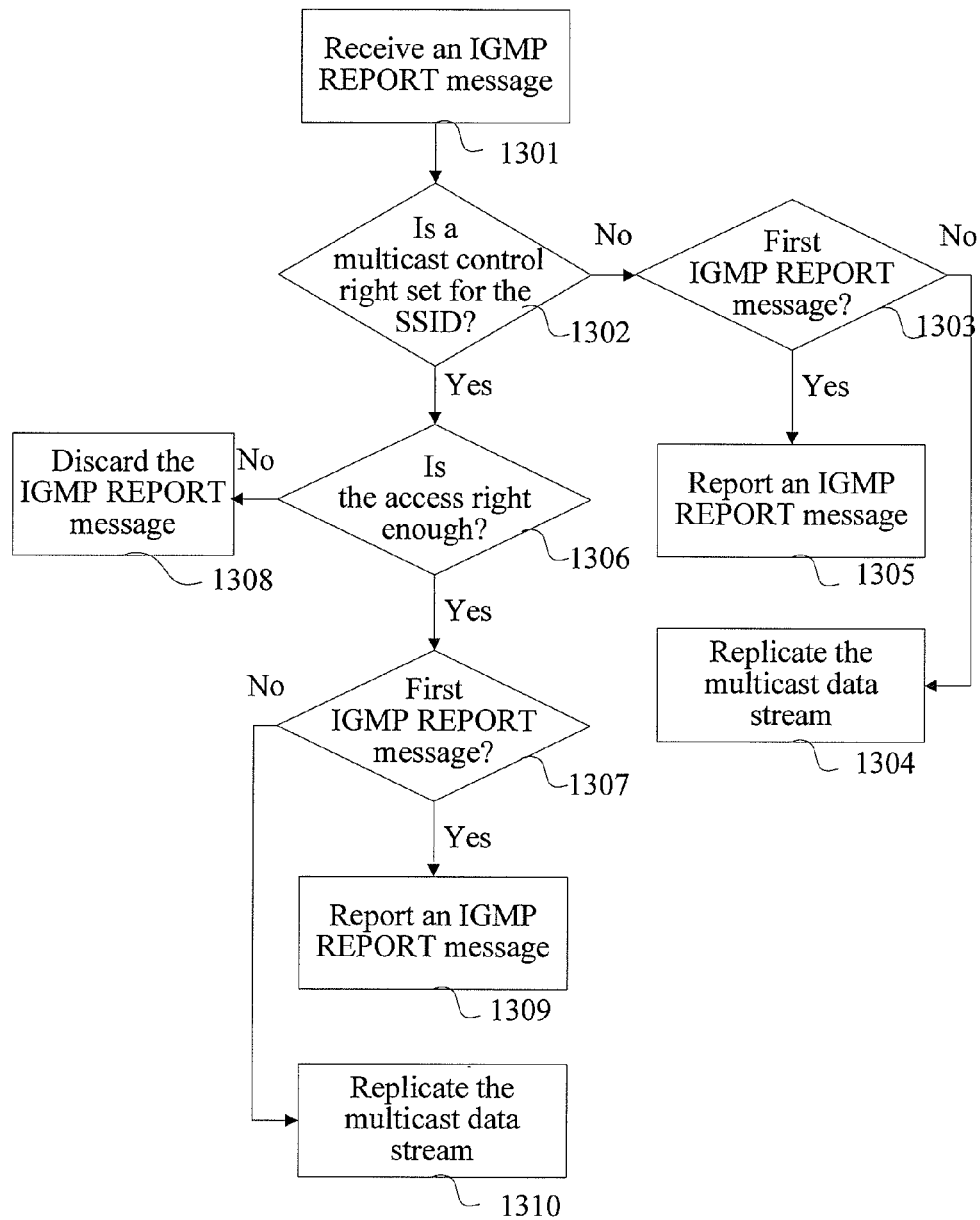 Receive an IGMP
REPORT message
1301
Is a
multicast control
right set for the
SSID?
1302
No
First
IGMP REPORT
message?
1303
No
Yes
Yes
Discard the
IGMP REPORT
message
1308
No
Is
the access right
enough?
1306
Report an IGMP
REPORT message
1305
Yes
Replicate the
multicast data
stream
1304
No
First
IGMP REPORT
message?
1307
Yes
Report an IGMP
REPORT message
1309
Replicate the
multicast data
stream
1310